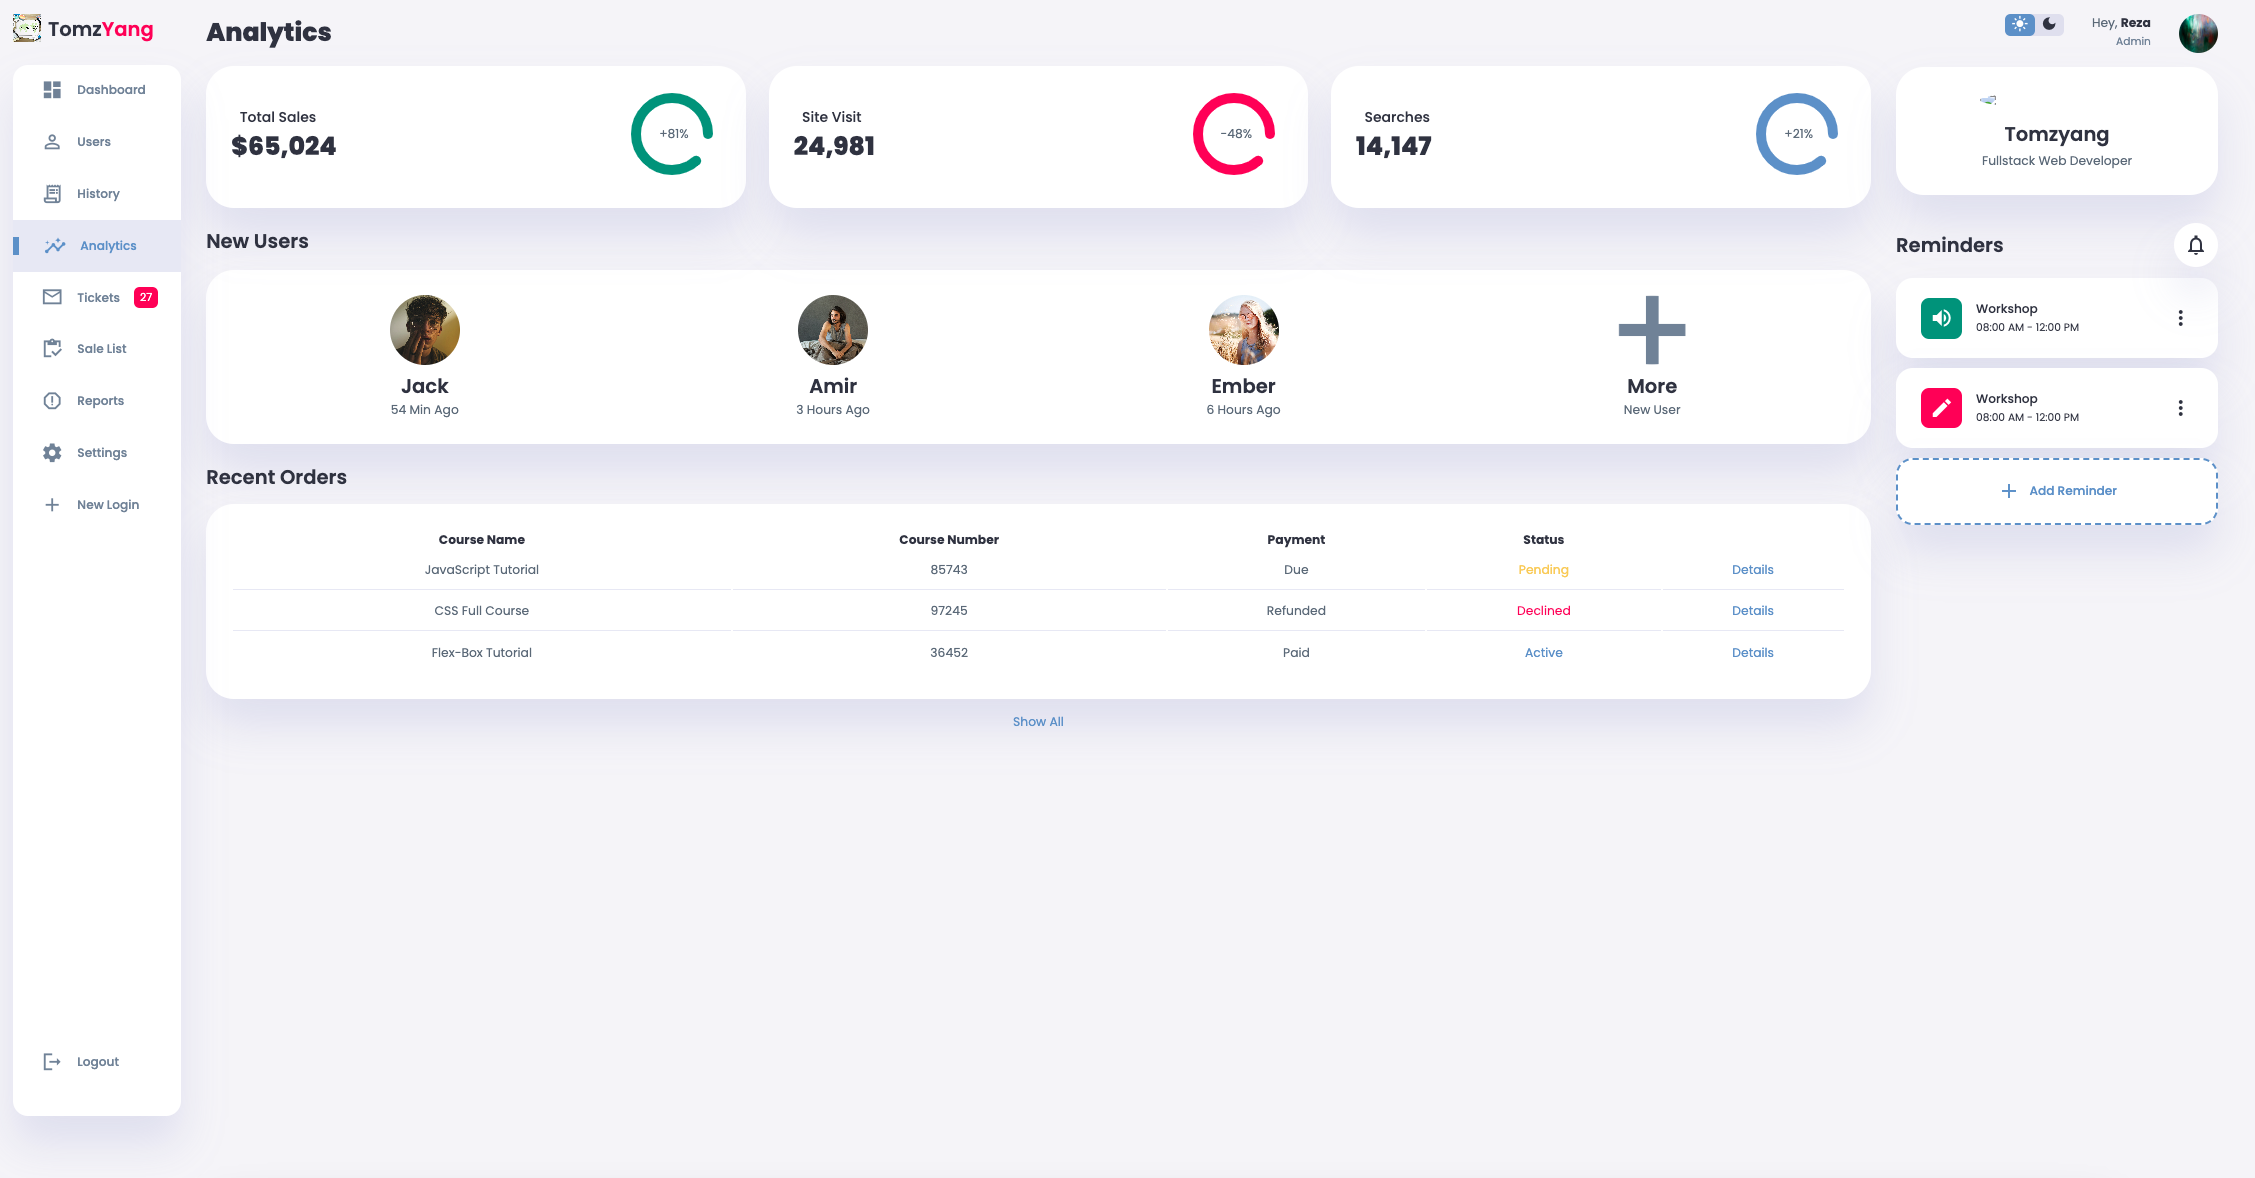 TomzYang
Dashboard
Users
History
Analytics
Tickets 27
Sale List
Reports
Settings
New Login
Logout
Analytics
Total Sales
$65,024
+81%
Site Visit
24,981
-48%
Searches
14,147
+21%
New Users
Jack
54 Min Ago
Amir
3 Hours Ago
Ember
6 Hours Ago
More
New User
Recent Orders
Course Name Course Number Payment Status
JavaScript Tutorial 85743 Due Pending Details
CSS Full Course 97245 Refunded Declined Details
Flex-Box Tutorial 36452 Paid Active Details
Show All
Hey, Reza
Admin
Tomzyang
Fullstack Web Developer
Reminders
Workshop
08:00 AM - 12:00 PM
Workshop
08:00 AM - 12:00 PM
Add Reminder